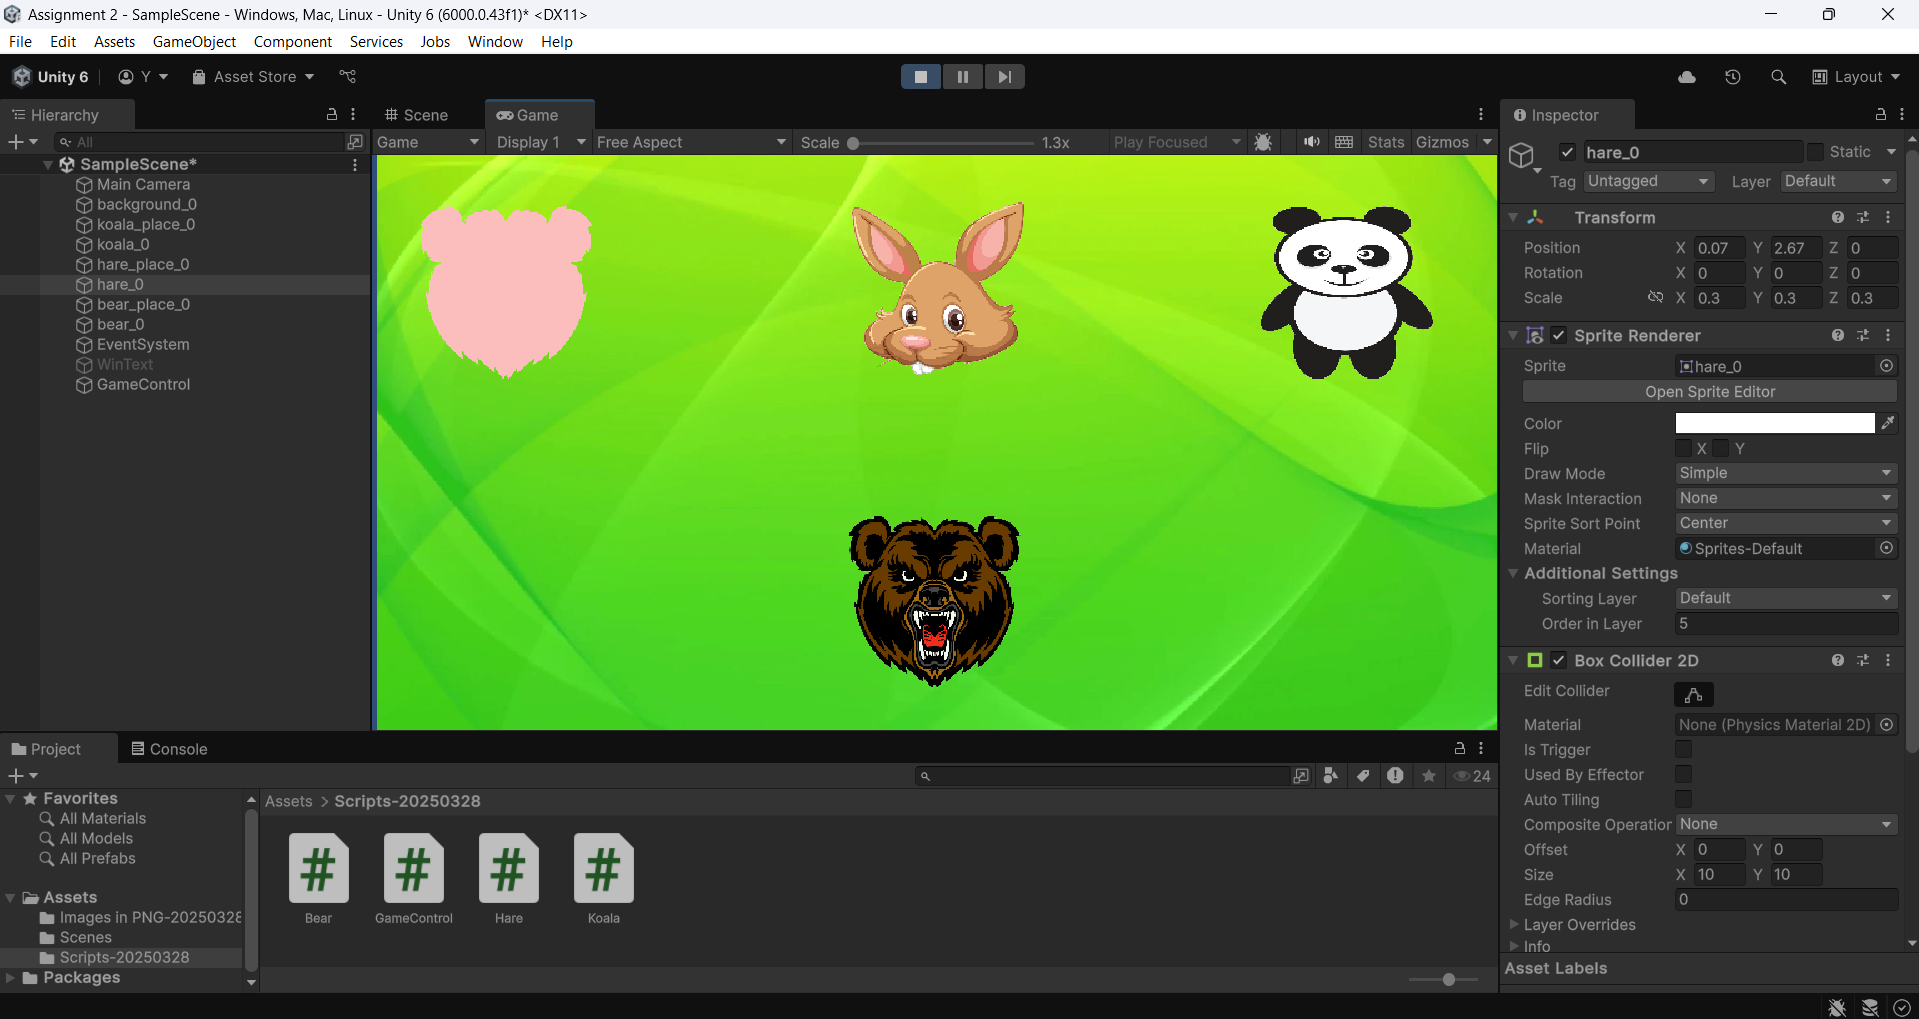 Assignment 2 - SampleScene - Windows, Mac, Linux - Unity 6 (6000.0.43f1)* <DX11>
File Edit Assets GameObject Component Services Jobs Window Help
Unity 6 Y Asset Store Layout
Hierarchy
All
SampleScene*
Main Camera
background_0
koala_place_0
koala_0
hare_place_0
hare_0
bear_place_0
bear_0
EventSystem
WinText
GameControl
Scene Game
Game Display 1 Free Aspect Scale 1.3x Play Focused Stats Gizmos
Inspector
hare_0 Static
Tag Untagged Layer Default
Transform
Position X 0.07 Y 2.67 Z 0
Rotation X 0 Y 0 Z 0
Scale X 0.3 Y 0.3 Z 0.3
Sprite Renderer
Sprite hare_0
Open Sprite Editor
Color
Flip X Y
Draw Mode Simple
Mask Interaction None
Sprite Sort Point Center
Material Sprites-Default
Additional Settings
Sorting Layer Default
Order in Layer 5
Box Collider 2D
Edit Collider
Material None (Physics Material 2D)
Is Trigger
Used By Effector
Auto Tiling
Composite Operation None
Offset X 0 Y 0
Size X 10 Y 10
Edge Radius 0
Layer Overrides
Info
Asset Labels
Project Console
24
Favorites
All Materials
All Models
All Prefabs
Assets
Images in PNG-20250328
Scenes
Scripts-20250328
Packages
Assets > Scripts-20250328
# # # #
Bear GameControl Hare Koala